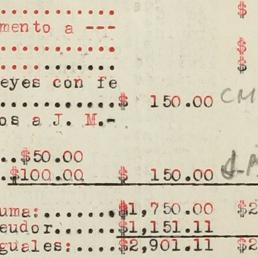 ........... $
mento a ---
........... $
........... $
eyes con fe
...........$ 150.00 CM
os a J. M.-
...$50.00
..$100.00 $ 150.00
uma:........$1,750.00 $2
eudor.......$1,151.11
guales:.....$2,901.11 $2